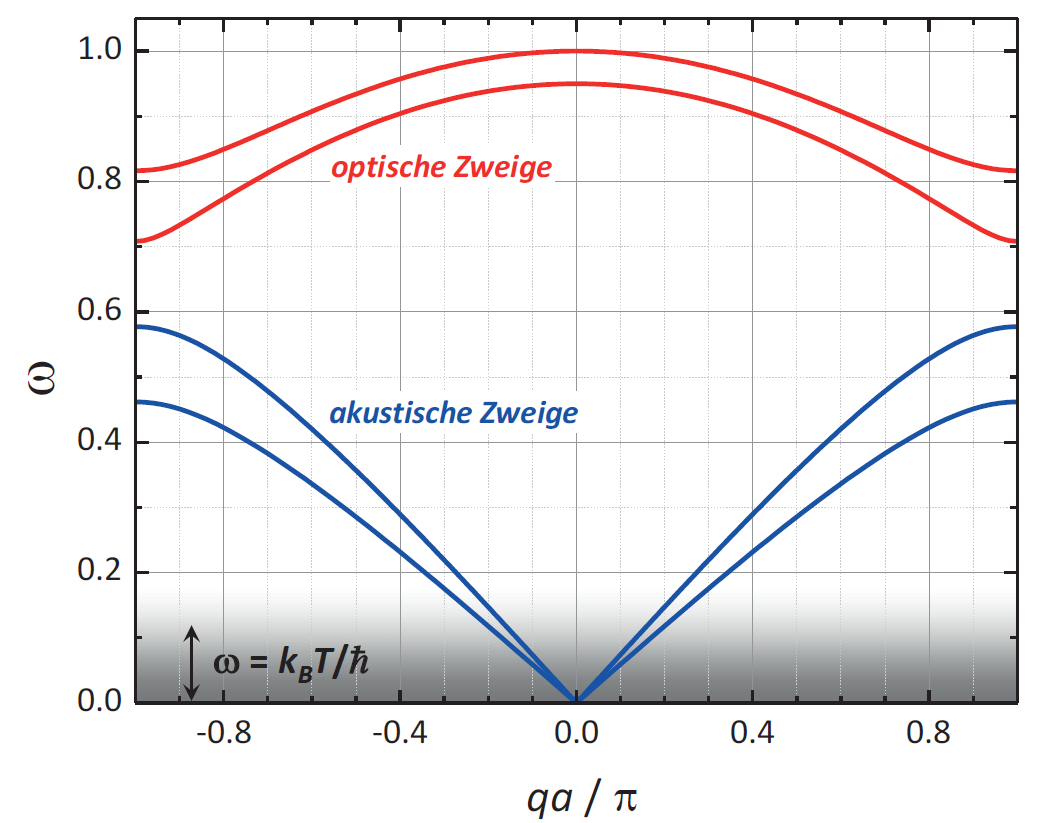 1.0
0.8
0.6
0.4
0.2
0.0
ω
optische Zweige
akustische Zweige
ω = k_BT/ħ
-0.8 -0.4 0.0 0.4 0.8
qa / π